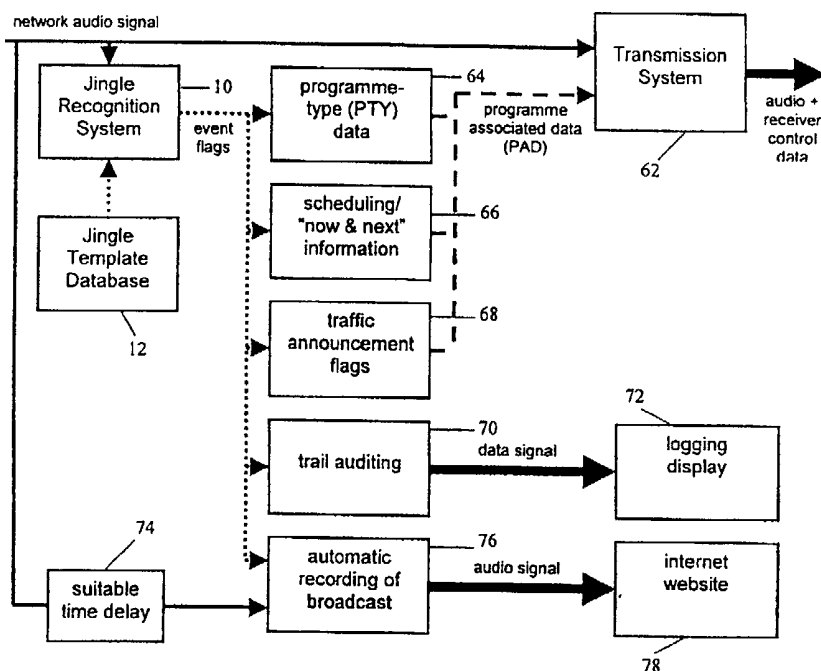 network audio signal
Jingle
Recognition
System
10
event
flags
programme-
type (PTY)
data
64
programme
associated data
(PAD)
Transmission
System
62
audio +
receiver
control
data
Jingle
Template
Database
12
scheduling/
"now & next"
information
66
traffic
announcement
flags
68
trail auditing
70
data signal
72
logging
display
74
suitable
time delay
automatic
recording of
broadcast
76
audio signal
internet
website
78